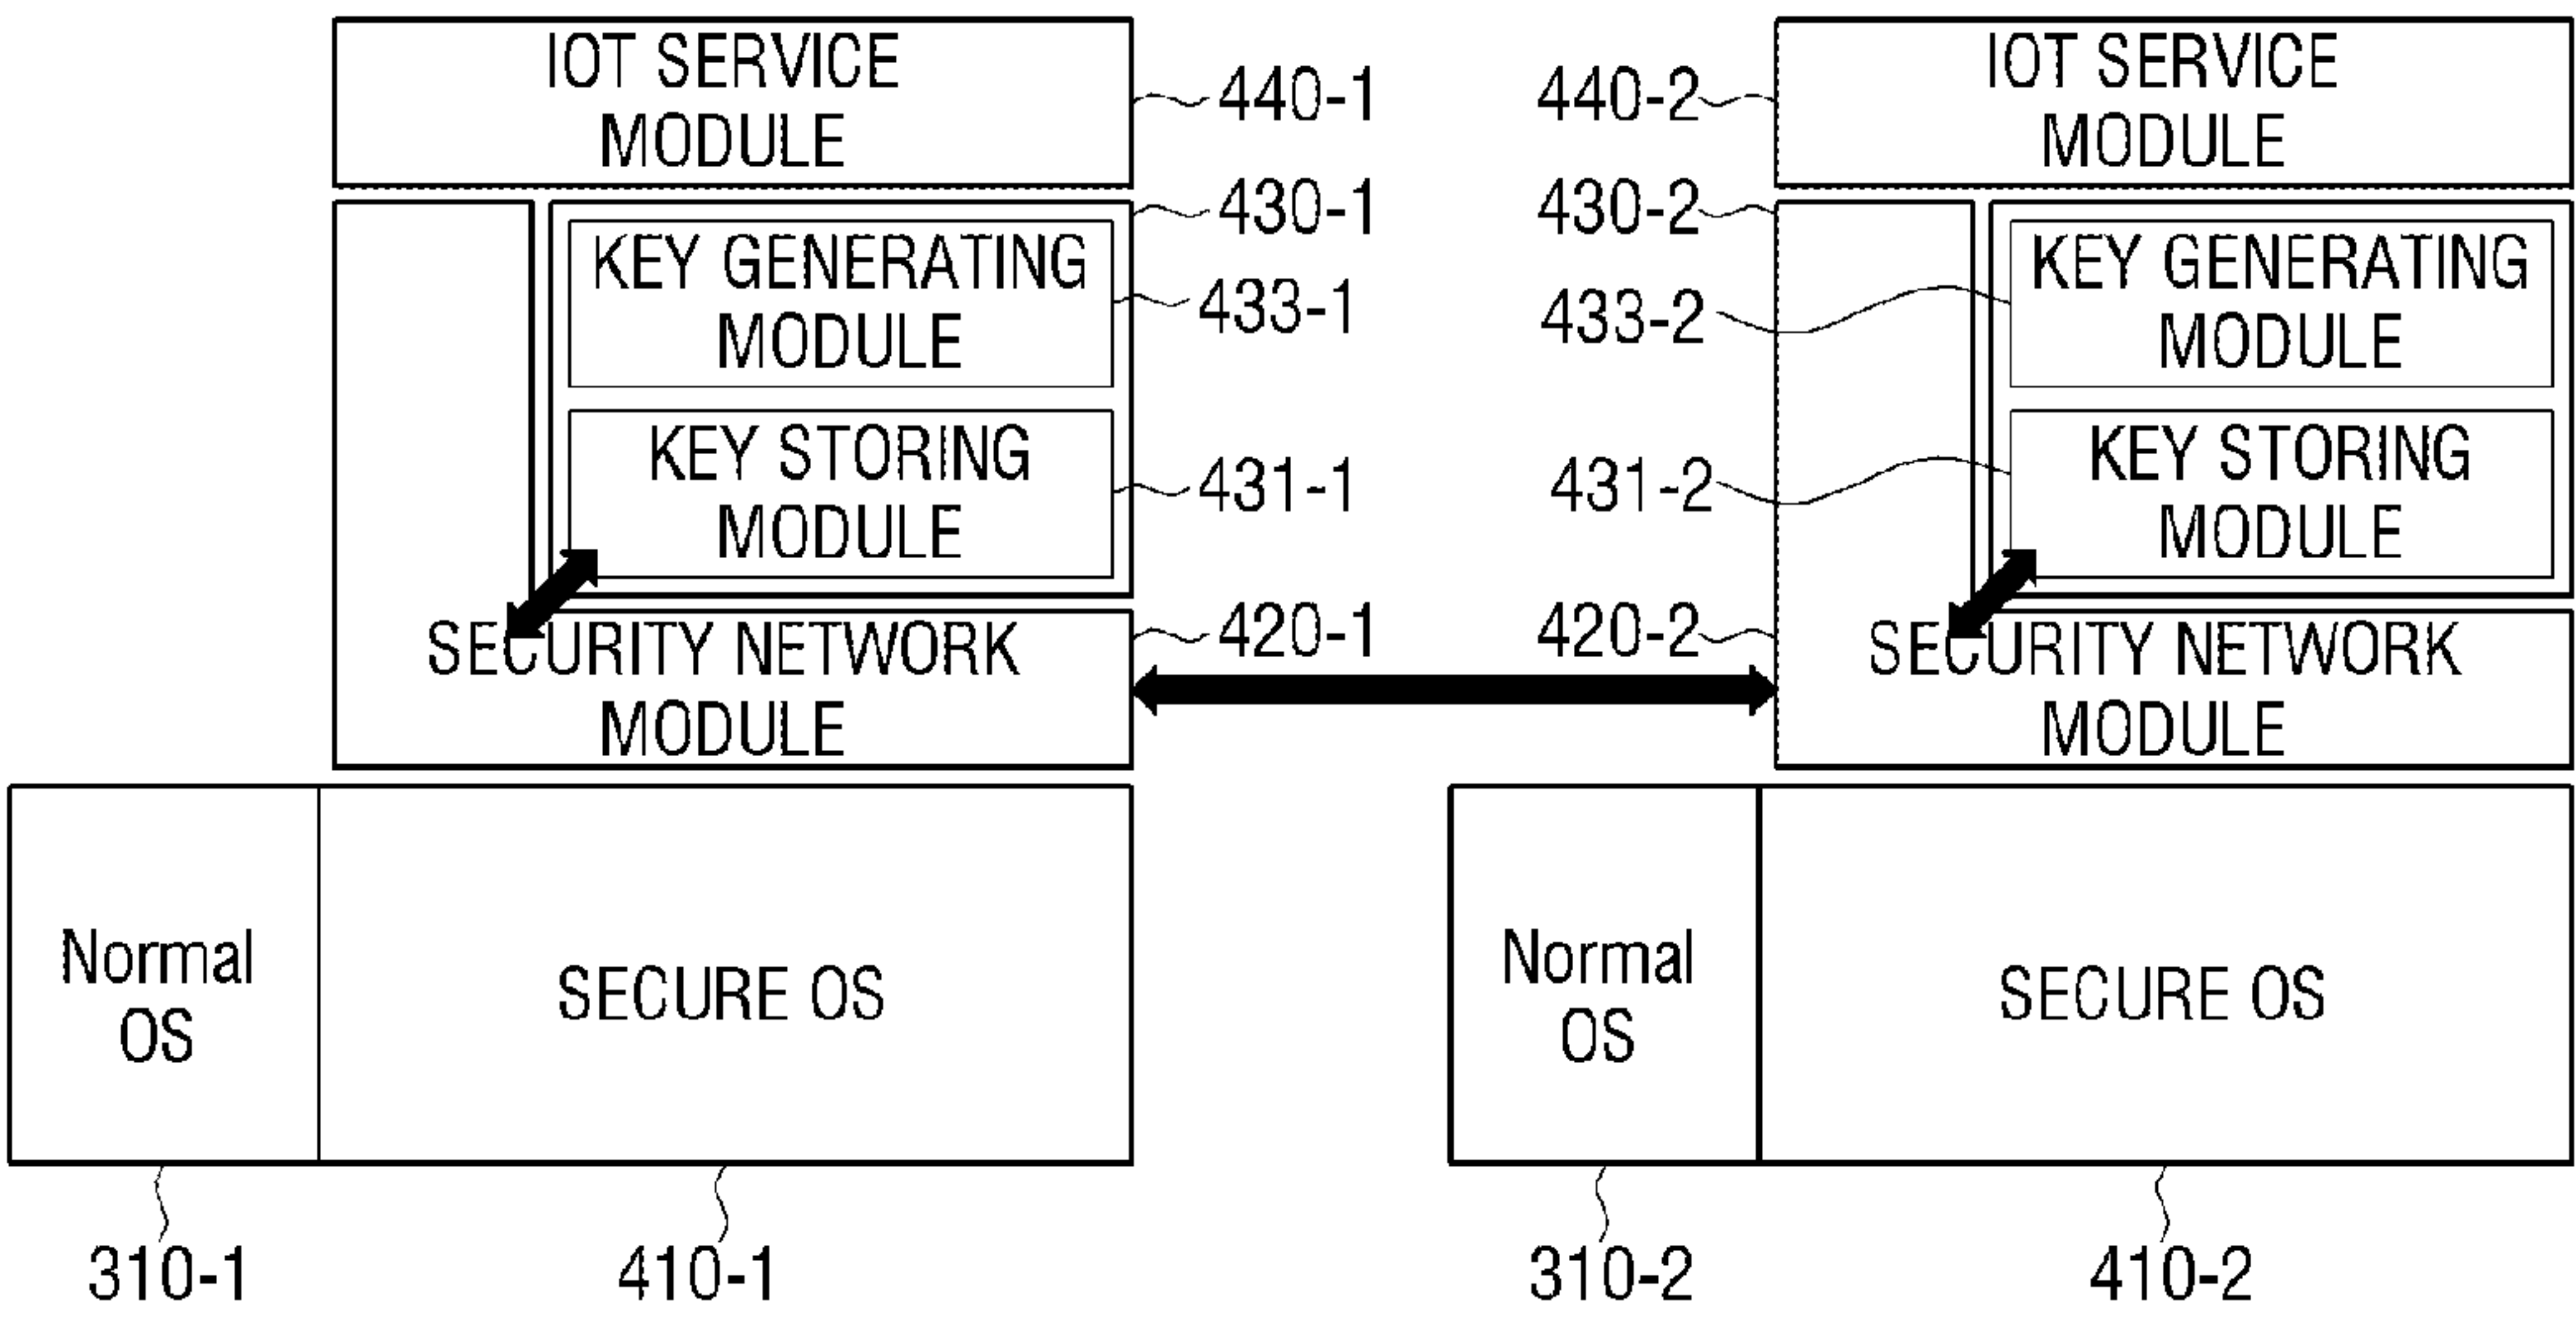 IOT SERVICE
MODULE
440-1
430-1
KEY GENERATING
MODULE
433-1
KEY STORING
MODULE
431-1
SECURITY NETWORK
MODULE
420-1
Normal
OS
SECURE OS
310-1
410-1
440-2
IOT SERVICE
MODULE
430-2
KEY GENERATING
MODULE
433-2
KEY STORING
MODULE
431-2
420-2
SECURITY NETWORK
MODULE
Normal
OS
SECURE OS
310-2
410-2